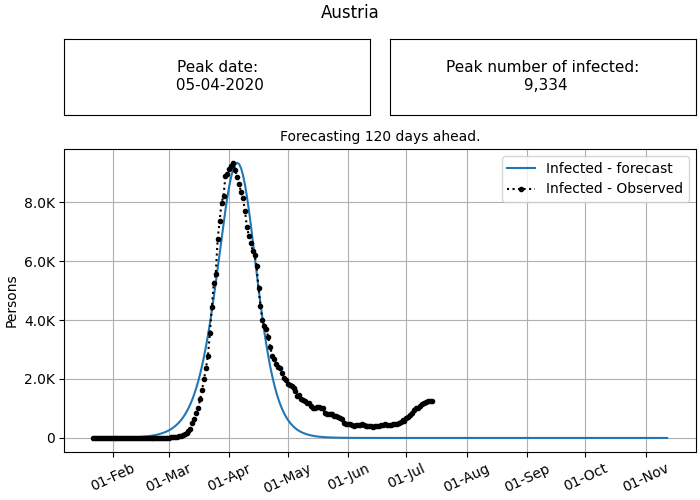 Austria
Peak date:
05-04-2020
Peak number of infected:
9,334
Forecasting 120 days ahead.
Infected - forecast
Infected - Observed
8.0K
6.0K
4.0K
2.0K
0
Persons
01-Feb
01-Mar
01-Apr
01-May
01-Jun
01-Jul
01-Aug
01-Sep
01-Oct
01-Nov